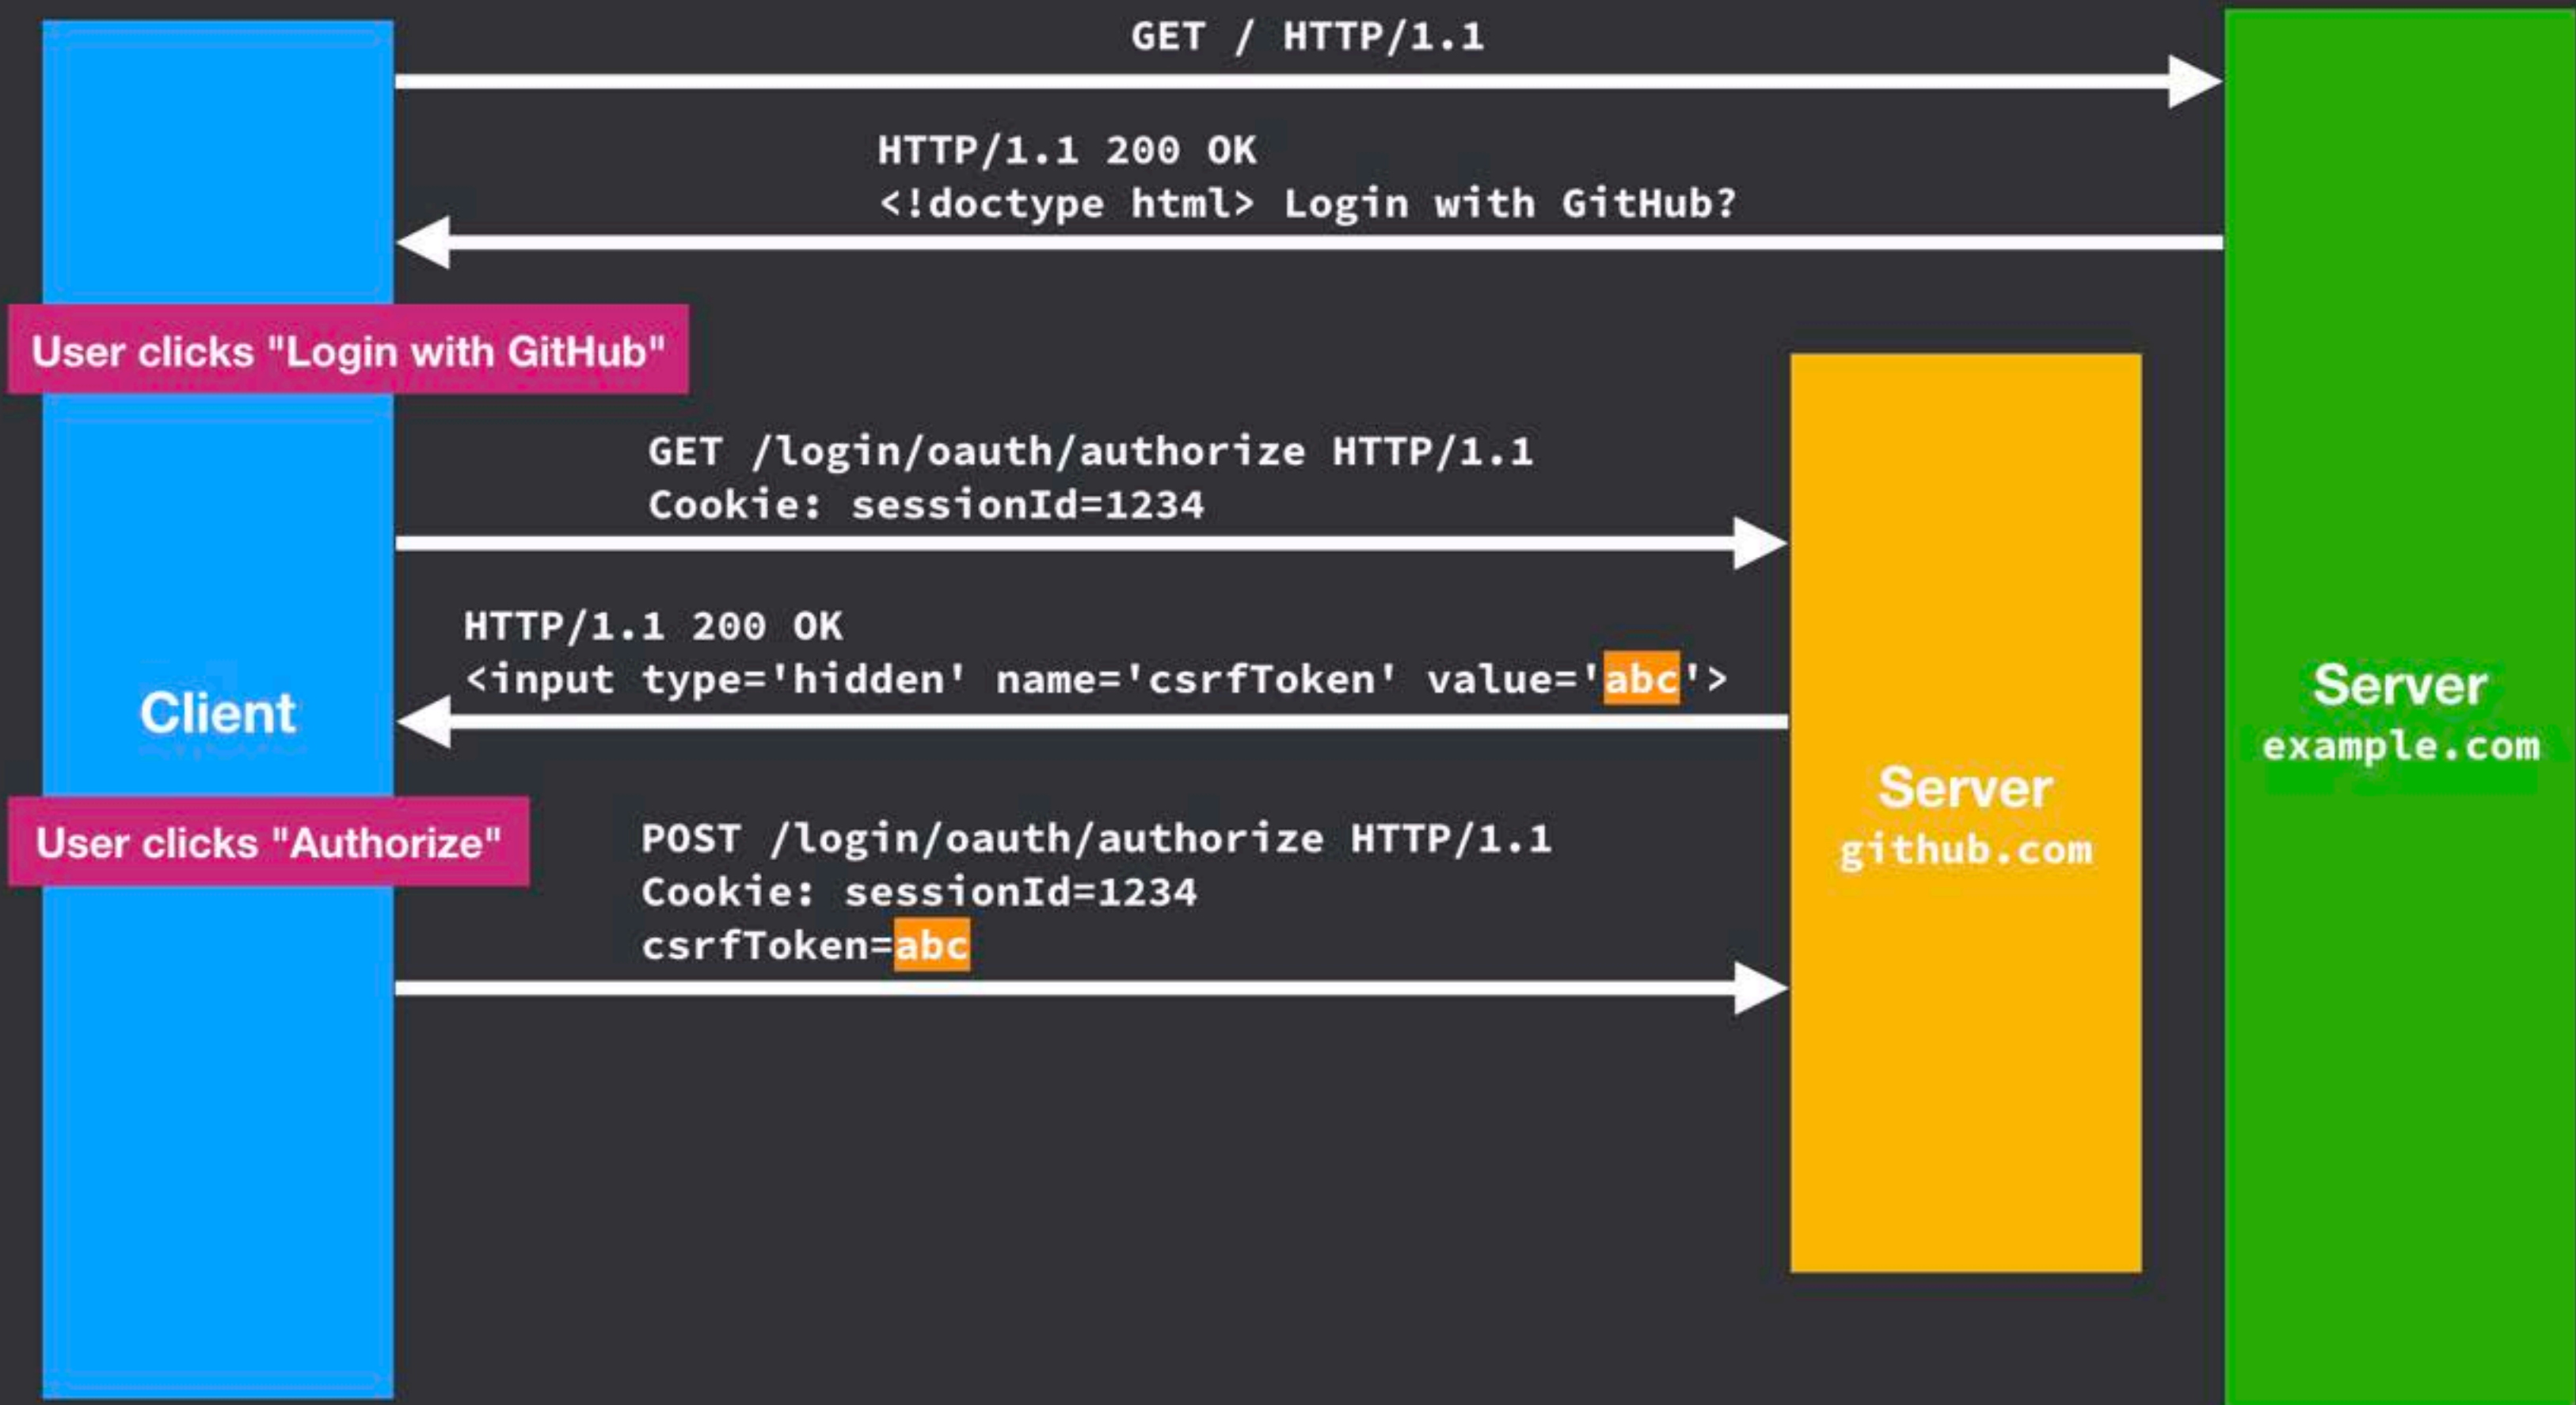 GET / HTTP/1.1
HTTP/1.1 200 OK
<!doctype html> Login with GitHub?
User clicks "Login with GitHub"
GET /login/oauth/authorize HTTP/1.1
Cookie: sessionId=1234
HTTP/1.1 200 OK
<input type='hidden' name='csrfToken' value='abc'>
Client
Server
example.com
Server
github.com
User clicks "Authorize"
POST /login/oauth/authorize HTTP/1.1
Cookie: sessionId=1234
csrfToken=abc